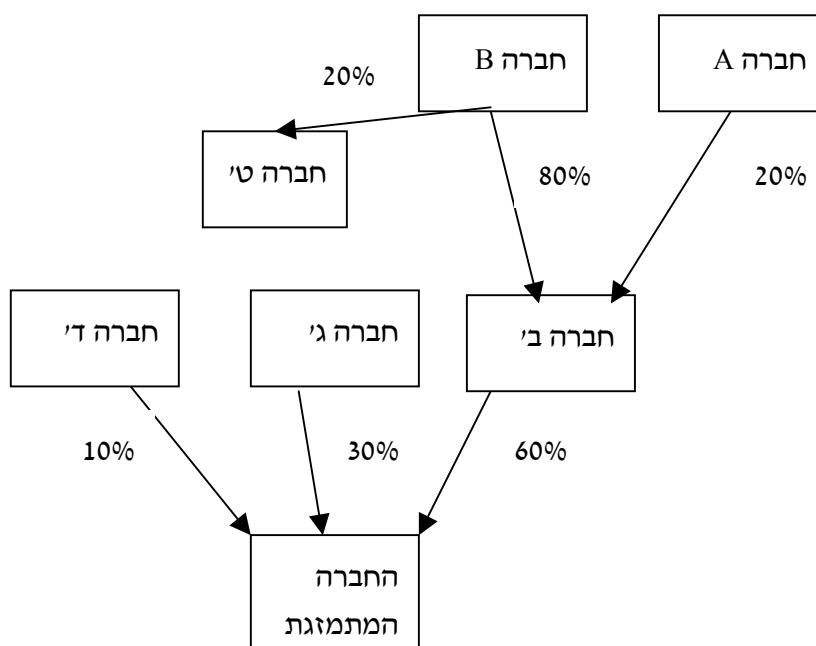 חברה A
חברה B
20%
חברה ט׳
80%
20%
חברה ב׳
חברה ג׳
חברה ד׳
60%
30%
10%
החברה
המתמזגת